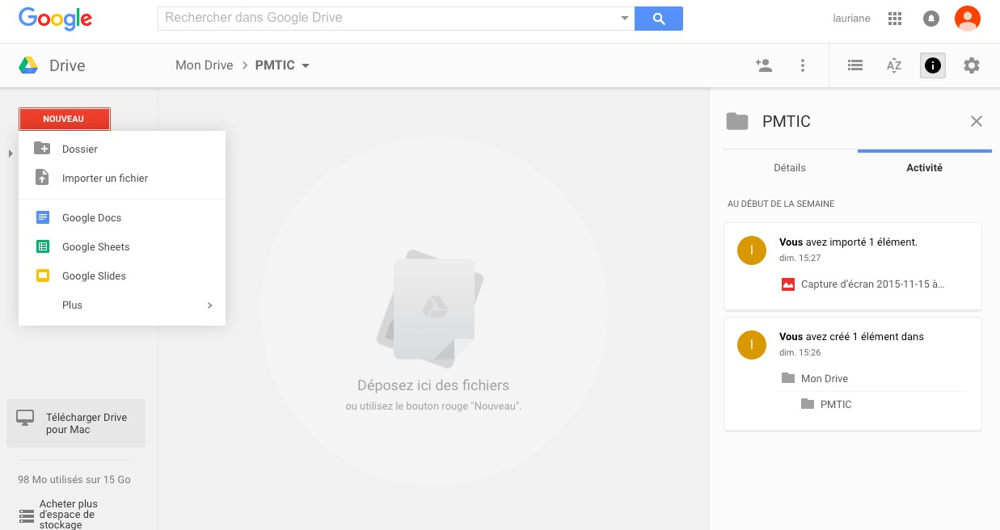 Google
Rechercher dans Google Drive
lauriane
Drive
Mon Drive
PMTIC
AZ
NOUVEAU
Dossier
Importer un fichier
Google Docs
Google Sheets
Google Slides
Plus
Télécharger Drive
pour Mac
98 Mo utilisés sur 15 Go
Acheter plus
d'espace de
stockage
Déposez ici des fichiers
ou utilisez le bouton rouge "Nouveau".
PMTIC
Détails
Activité
AU DÉBUT DE LA SEMAINE
I
Vous avez importé 1 élément.
dim. 15:27
Capture d’écran 2015-11-15 à...
I
Vous avez créé 1 élément dans
dim. 15:26
Mon Drive
PMTIC